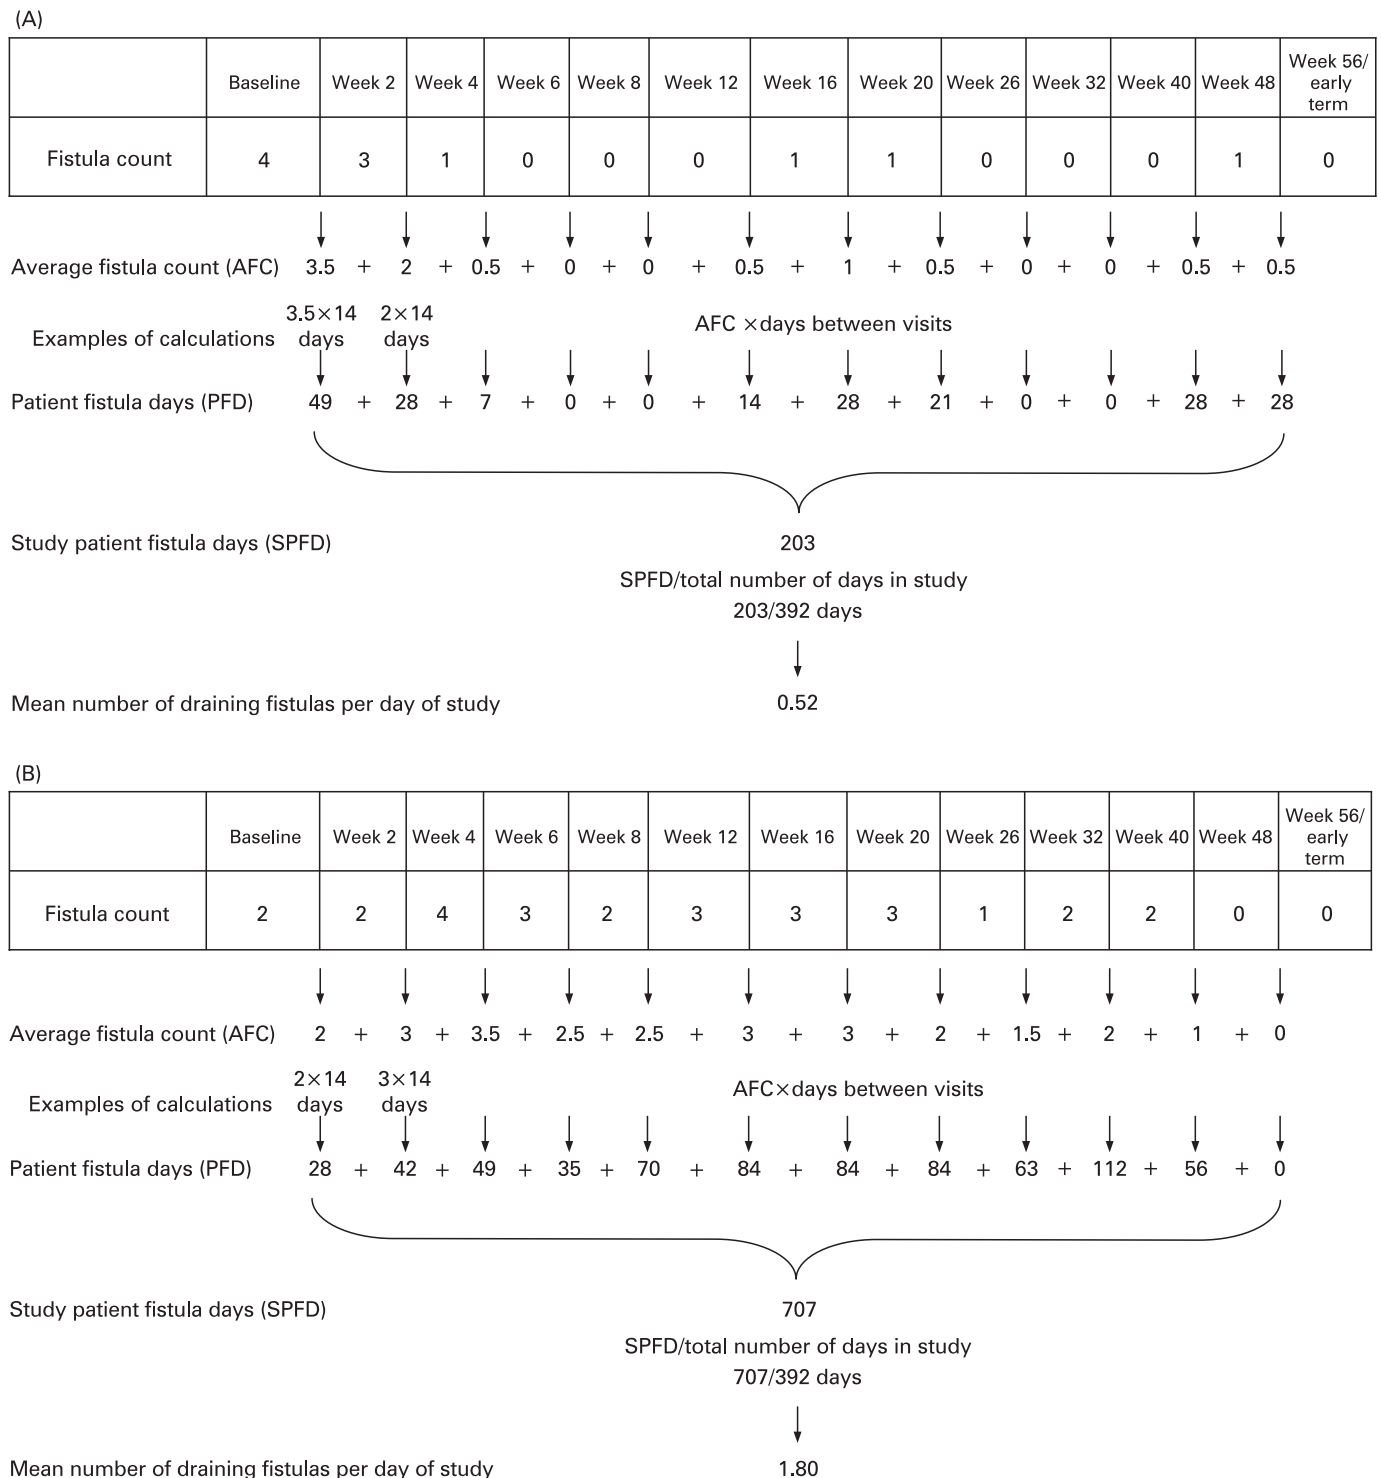 (A)
Baseline Week 2 Week 4 Week 6 Week 8 Week 12 Week 16 Week 20 Week 26 Week 32 Week 40 Week 48 Week 56/
early
term
Fistula count 4 3 1 0 0 0 1 1 0 0 0 1 0
Average fistula count (AFC) 3.5 + 2 + 0.5 + 0 + 0 + 0.5 + 1 + 0.5 + 0 + 0 + 0.5 + 0.5
3.5×14 2×14 AFC ×days between visits
Examples of calculations days days
Patient fistula days (PFD) 49 + 28 + 7 + 0 + 0 + 14 + 28 + 21 + 0 + 0 + 28 + 28
Study patient fistula days (SPFD) 203
SPFD/total number of days in study
203/392 days
Mean number of draining fistulas per day of study 0.52
(B)
Baseline Week 2 Week 4 Week 6 Week 8 Week 12 Week 16 Week 20 Week 26 Week 32 Week 40 Week 48 Week 56/
early
term
Fistula count 2 2 4 3 2 3 3 3 1 2 2 0 0
Average fistula count (AFC) 2 + 3 + 3.5 + 2.5 + 2.5 + 3 + 3 + 2 + 1.5 + 2 + 1 + 0
2×14 3×14 AFC×days between visits
Examples of calculations days days
Patient fistula days (PFD) 28 + 42 + 49 + 35 + 70 + 84 + 84 + 84 + 63 + 112 + 56 + 0
Study patient fistula days (SPFD) 707
SPFD/total number of days in study
707/392 days
Mean number of draining fistulas per day of study 1.80